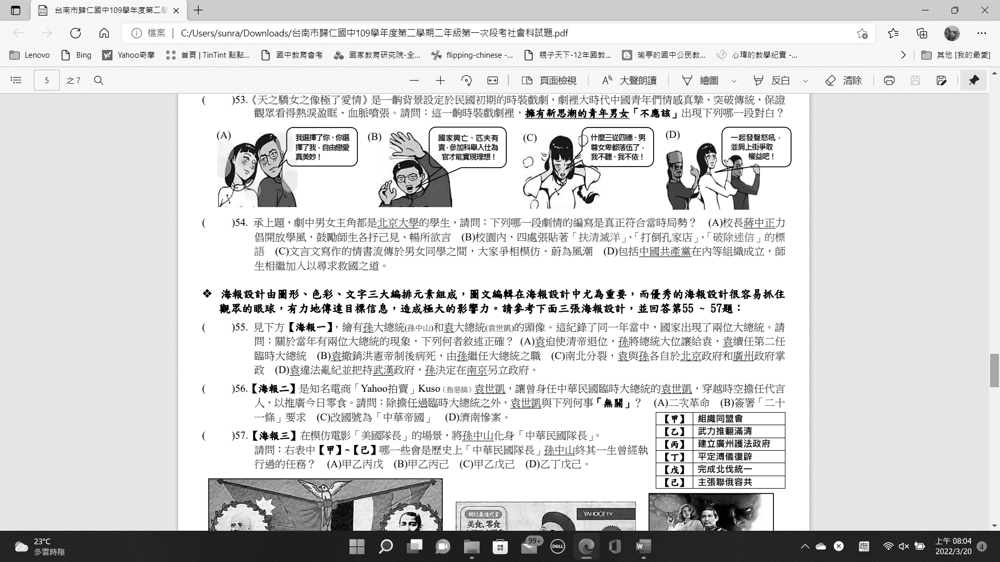 台南市歸仁國中109學年度第二學
檔案 | C:/Users/sunra/Downloads/台南市歸仁國中109學年度第二學期二年級第一次段考社會科試題.pdf
Lenovo Bing Yahoo奇摩 首頁 | TinTint 點點... 國中教育會考 國家教育研究院-全... flipping-chinese -... 親子天下-12年國教... 瑜亭的國中公民教... 心瑋的教學紀實 -... 其他 [我的最愛]
5 之 7 頁面檢視 大聲朗讀 繪圖 反白 清除
( )53.《天之驕女之像極了愛情》是一齣背景設定於民國初期的時裝戲劇，劇裡大時代中國青年們情感真摯、突破傳統，保證
觀眾看得熱淚盈眶、血脈噴張。請問：這一齣時裝戲劇裡，擁有新思潮的青年男女「不應該」出現下列哪一段對白？
(A)
我選擇了你、你選
擇了我，自由戀愛
真美妙！
(B)
國家興亡、匹夫有
責，參加科舉入仕為
官才能實現理想！
(C)
什麼三從四德、男
尊女卑都落伍了，
我不聽、我不依！
(D)
一起發聲怒吼，
並肩上街爭取
權益吧！
( )54. 承上題，劇中男女主角都是北京大學的學生，請問：下列哪一段劇情的編寫是真正符合當時局勢？ (A)校長蔣中正力
倡開放學風，鼓勵師生各抒己見、暢所欲言 (B)校園內，四處張貼著「扶清滅洋」、「打倒孔家店」、「破除迷信」的標
語 (C)文言文寫作的情書流傳於男女同學之間，大家爭相模仿、蔚為風潮 (D)包括中國共產黨在內等組織成立，師
生相繼加入以尋求救國之道。
❖ 海報設計由圖形、色彩、文字三大編排元素組成，圖文編輯在海報設計中尤為重要，而優秀的海報設計很容易抓住
觀眾的眼球，有力地傳達目標信息，造成極大的影響力。請參考下面三張海報設計，並回答第55 ~ 57題：
( )55. 見下方【海報一】，繪有孫大總統(孫中山)和袁大總統(袁世凱)的頭像。這紀錄了同一年當中，國家出現了兩位大總統。請
問：關於當年有兩位大總統的現象，下列何者敘述正確？ (A)袁迫使清帝退位，孫將總統大位讓給袁，袁續任第二任
臨時大總統 (B)袁撤銷洪憲帝制後病死，由孫繼任大總統之職 (C)南北分裂，袁與孫各自於北京政府和廣州政府掌
政 (D)袁違法亂紀並把持武漢政府，孫決定在南京另立政府。
( )56.【海報二】是知名電商「Yahoo拍賣」Kuso（指惡搞）袁世凱，讓曾身任中華民國臨時大總統的袁世凱，穿越時空擔任代言
人，以推廣今日零食。請問：除擔任過臨時大總統之外，袁世凱與下列何事「無關」？ (A)二次革命 (B)簽署「二十
一條」要求 (C)改國號為「中華帝國」 (D)濟南慘案。
( )57.【海報三】在模仿電影「美國隊長」的場景，將孫中山化身「中華民國隊長」。
請問：右表中【甲】~【己】哪一些會是歷史上「中華民國隊長」孫中山終其一生曾經執
行過的任務？ (A)甲乙丙戊 (B)甲乙丙己 (C)甲乙戊己 (D)乙丁戊己。
【甲】 組織同盟會
【乙】 武力推翻滿清
【丙】 建立廣州護法政府
【丁】 平定溥儀復辟
【戊】 完成北伐統一
【己】 主張聯俄容共
網紅最佳代言
美食、零食
YAHOO! TV
23°C
多雲時陰
99+
DELL
W
上午 08:04
2022/3/20
4